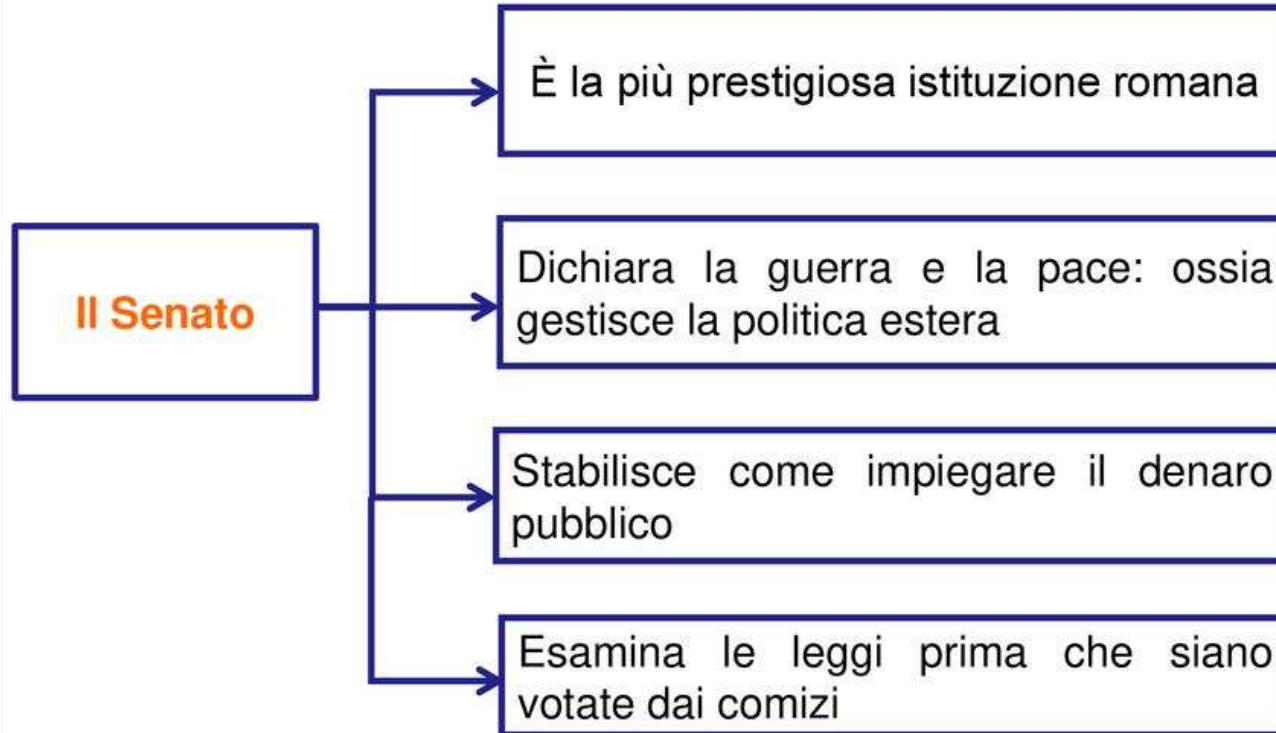 È la più prestigiosa istituzione romana
Il Senato
Dichiara la guerra e la pace: ossia
gestisce la politica estera
Stabilisce come impiegare il denaro
pubblico
Esamina le leggi prima che siano
votate dai comizi